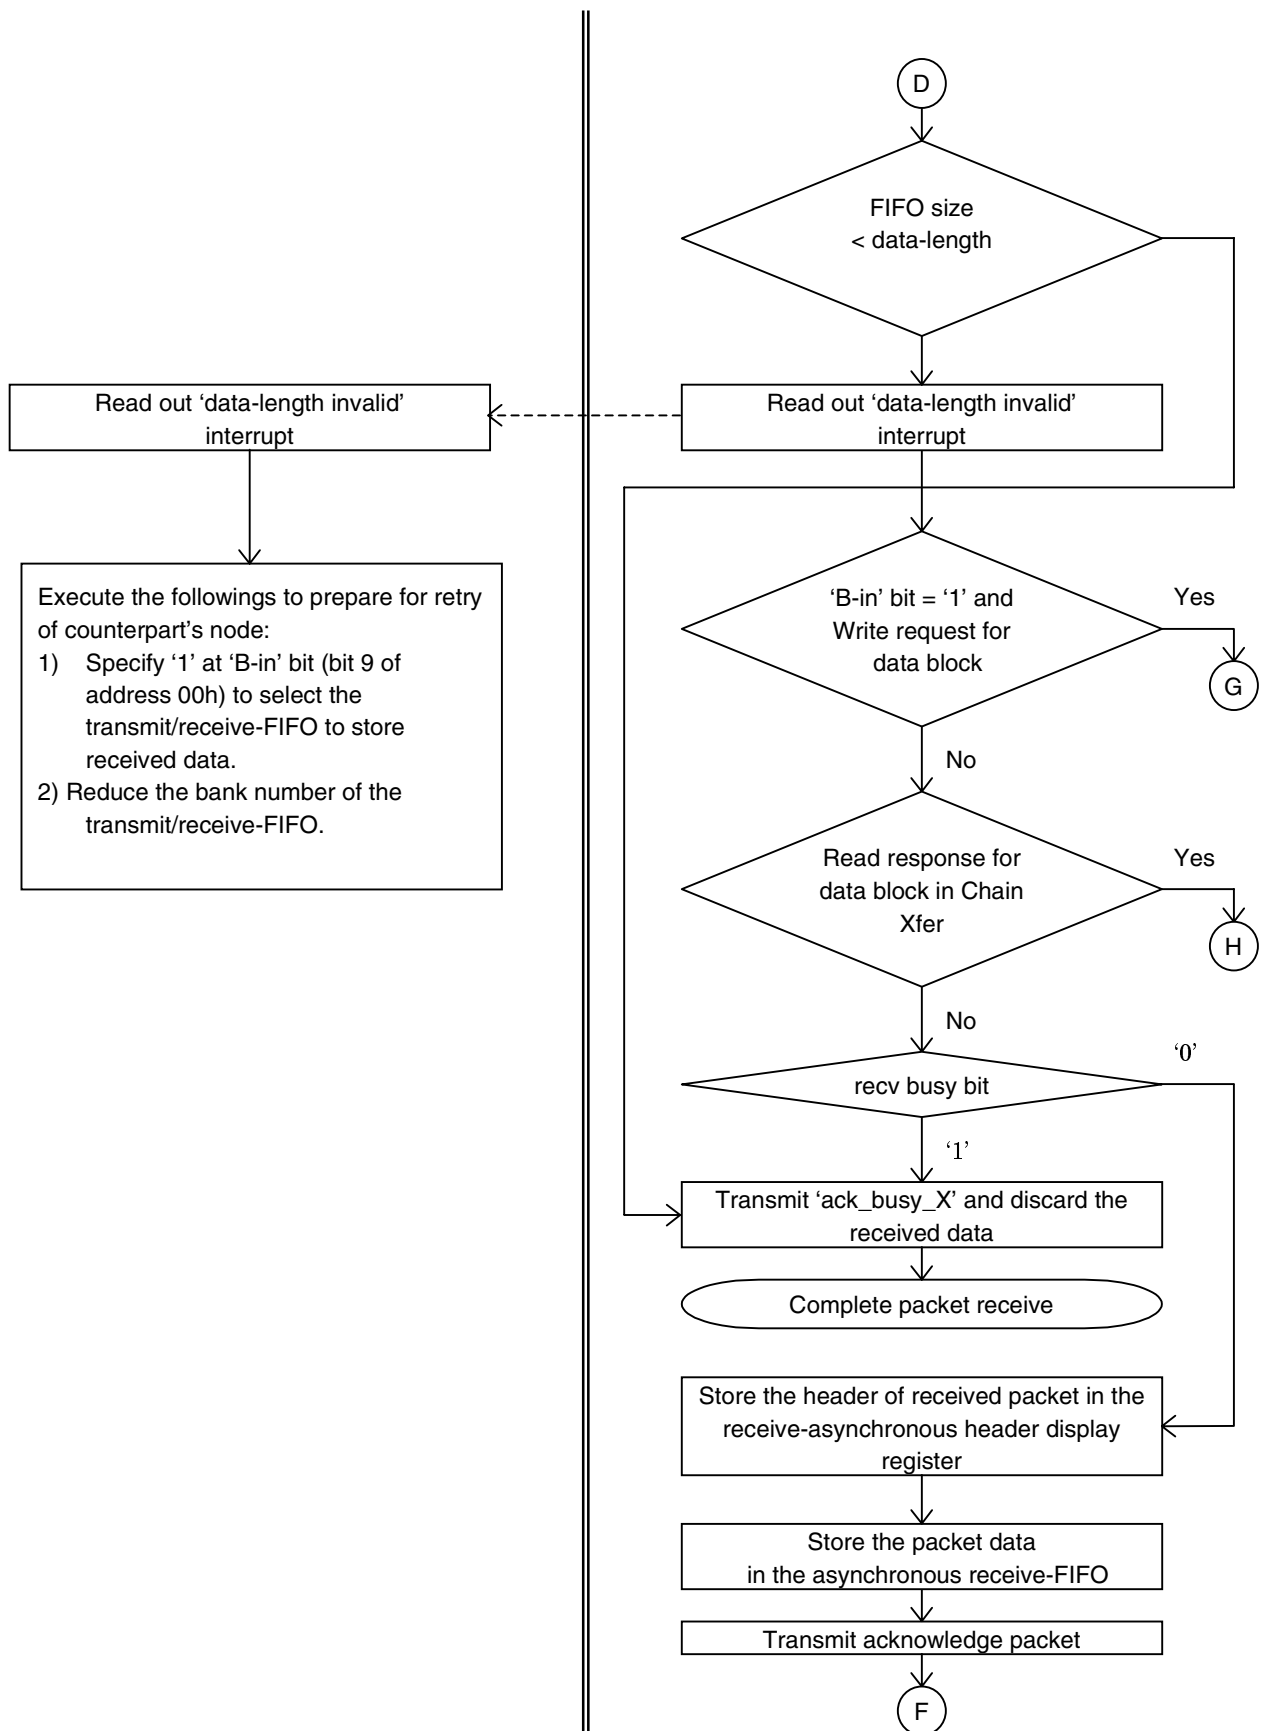 D
FIFO size
< data-length
Read out ‘data-length invalid’
interrupt
Read out ‘data-length invalid’
interrupt
Execute the followings to prepare for retry
of counterpart’s node:
1) Specify ‘1’ at ‘B-in’ bit (bit 9 of
address 00h) to select the
transmit/receive-FIFO to store
received data.
2) Reduce the bank number of the
transmit/receive-FIFO.
‘B-in’ bit = ‘1’ and
Write request for
data block
Yes
G
No
Read response for
data block in Chain
Xfer
Yes
H
No
recv busy bit
‘0’
‘1’
Transmit ‘ack_busy_X’ and discard the
received data
Complete packet receive
Store the header of received packet in the
receive-asynchronous header display
register
Store the packet data
in the asynchronous receive-FIFO
Transmit acknowledge packet
F